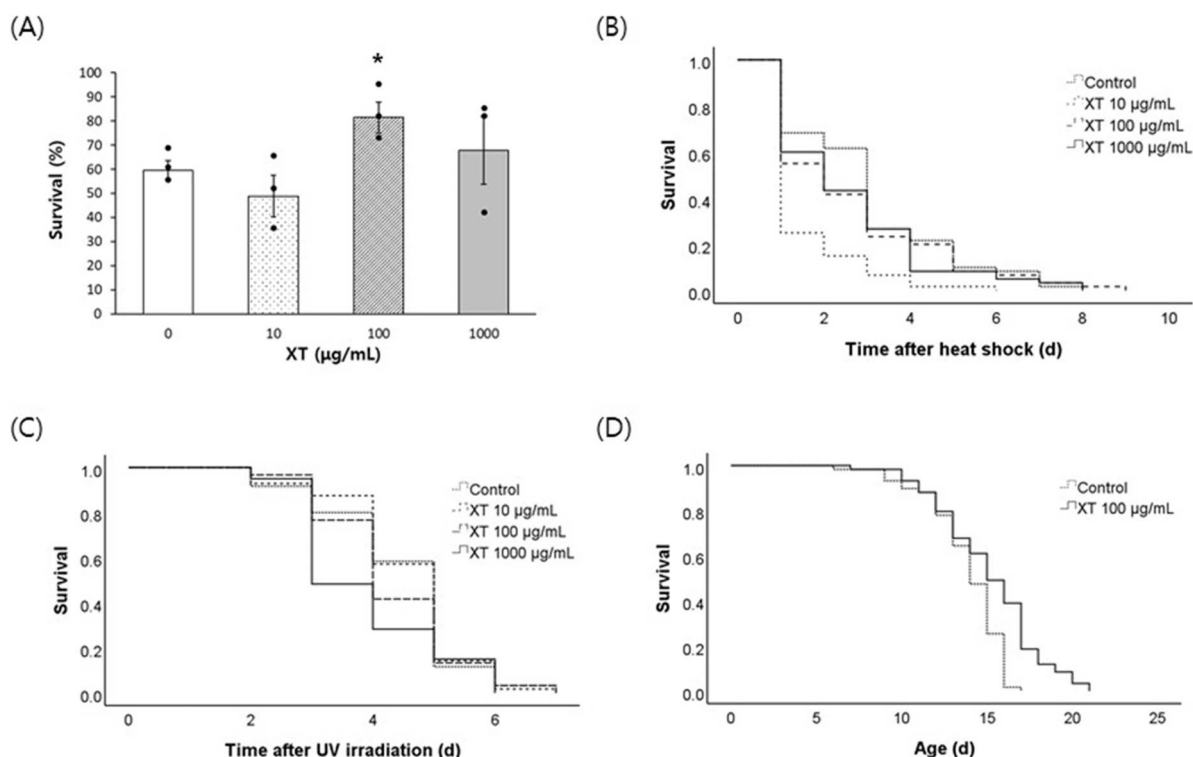 (A)
*
100
90
80
70
60
50
40
30
20
10
0
Survival (%)
0 10 100 1000
XT (µg/mL)
(B)
1.0
0.8
0.6
0.4
0.2
0.0
Survival
Control
XT 10 µg/mL
XT 100 µg/mL
XT 1000 µg/mL
0 2 4 6 8 10
Time after heat shock (d)
(C)
1.0
0.8
0.6
0.4
0.2
0.0
Survival
Control
XT 10 µg/mL
XT 100 µg/mL
XT 1000 µg/mL
0 2 4 6
Time after UV irradiation (d)
(D)
1.0
0.8
0.6
0.4
0.2
0.0
Survival
Control
XT 100 µg/mL
0 5 10 15 20 25
Age (d)